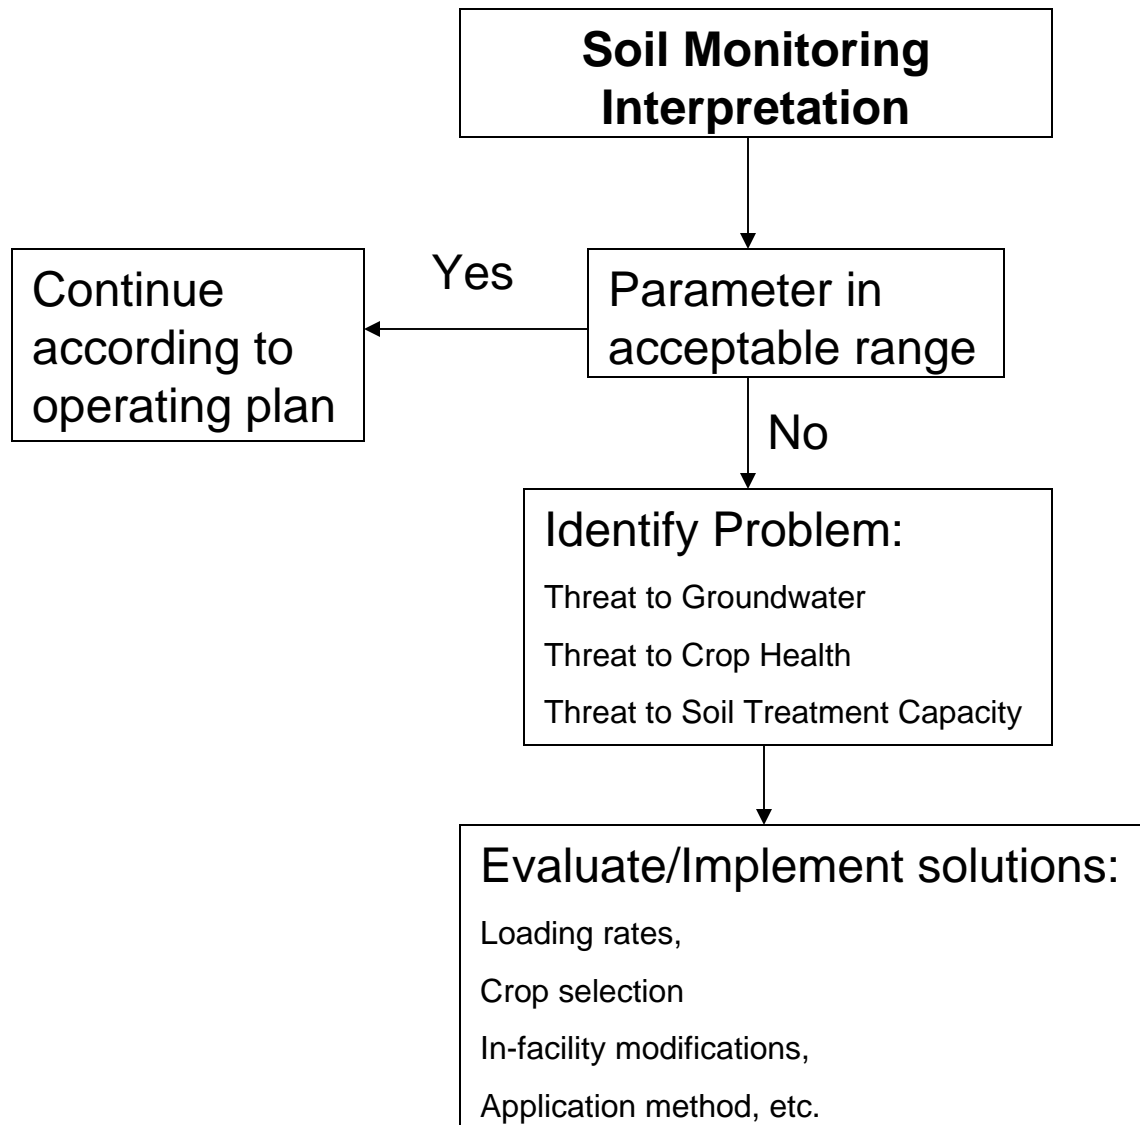 Soil Monitoring
Interpretation
Yes
Continue
according to
operating plan
Parameter in
acceptable range
No
Identify Problem:
Threat to Groundwater
Threat to Crop Health
Threat to Soil Treatment Capacity
Evaluate/Implement solutions:
Loading rates,
Crop selection
In-facility modifications,
Application method, etc.